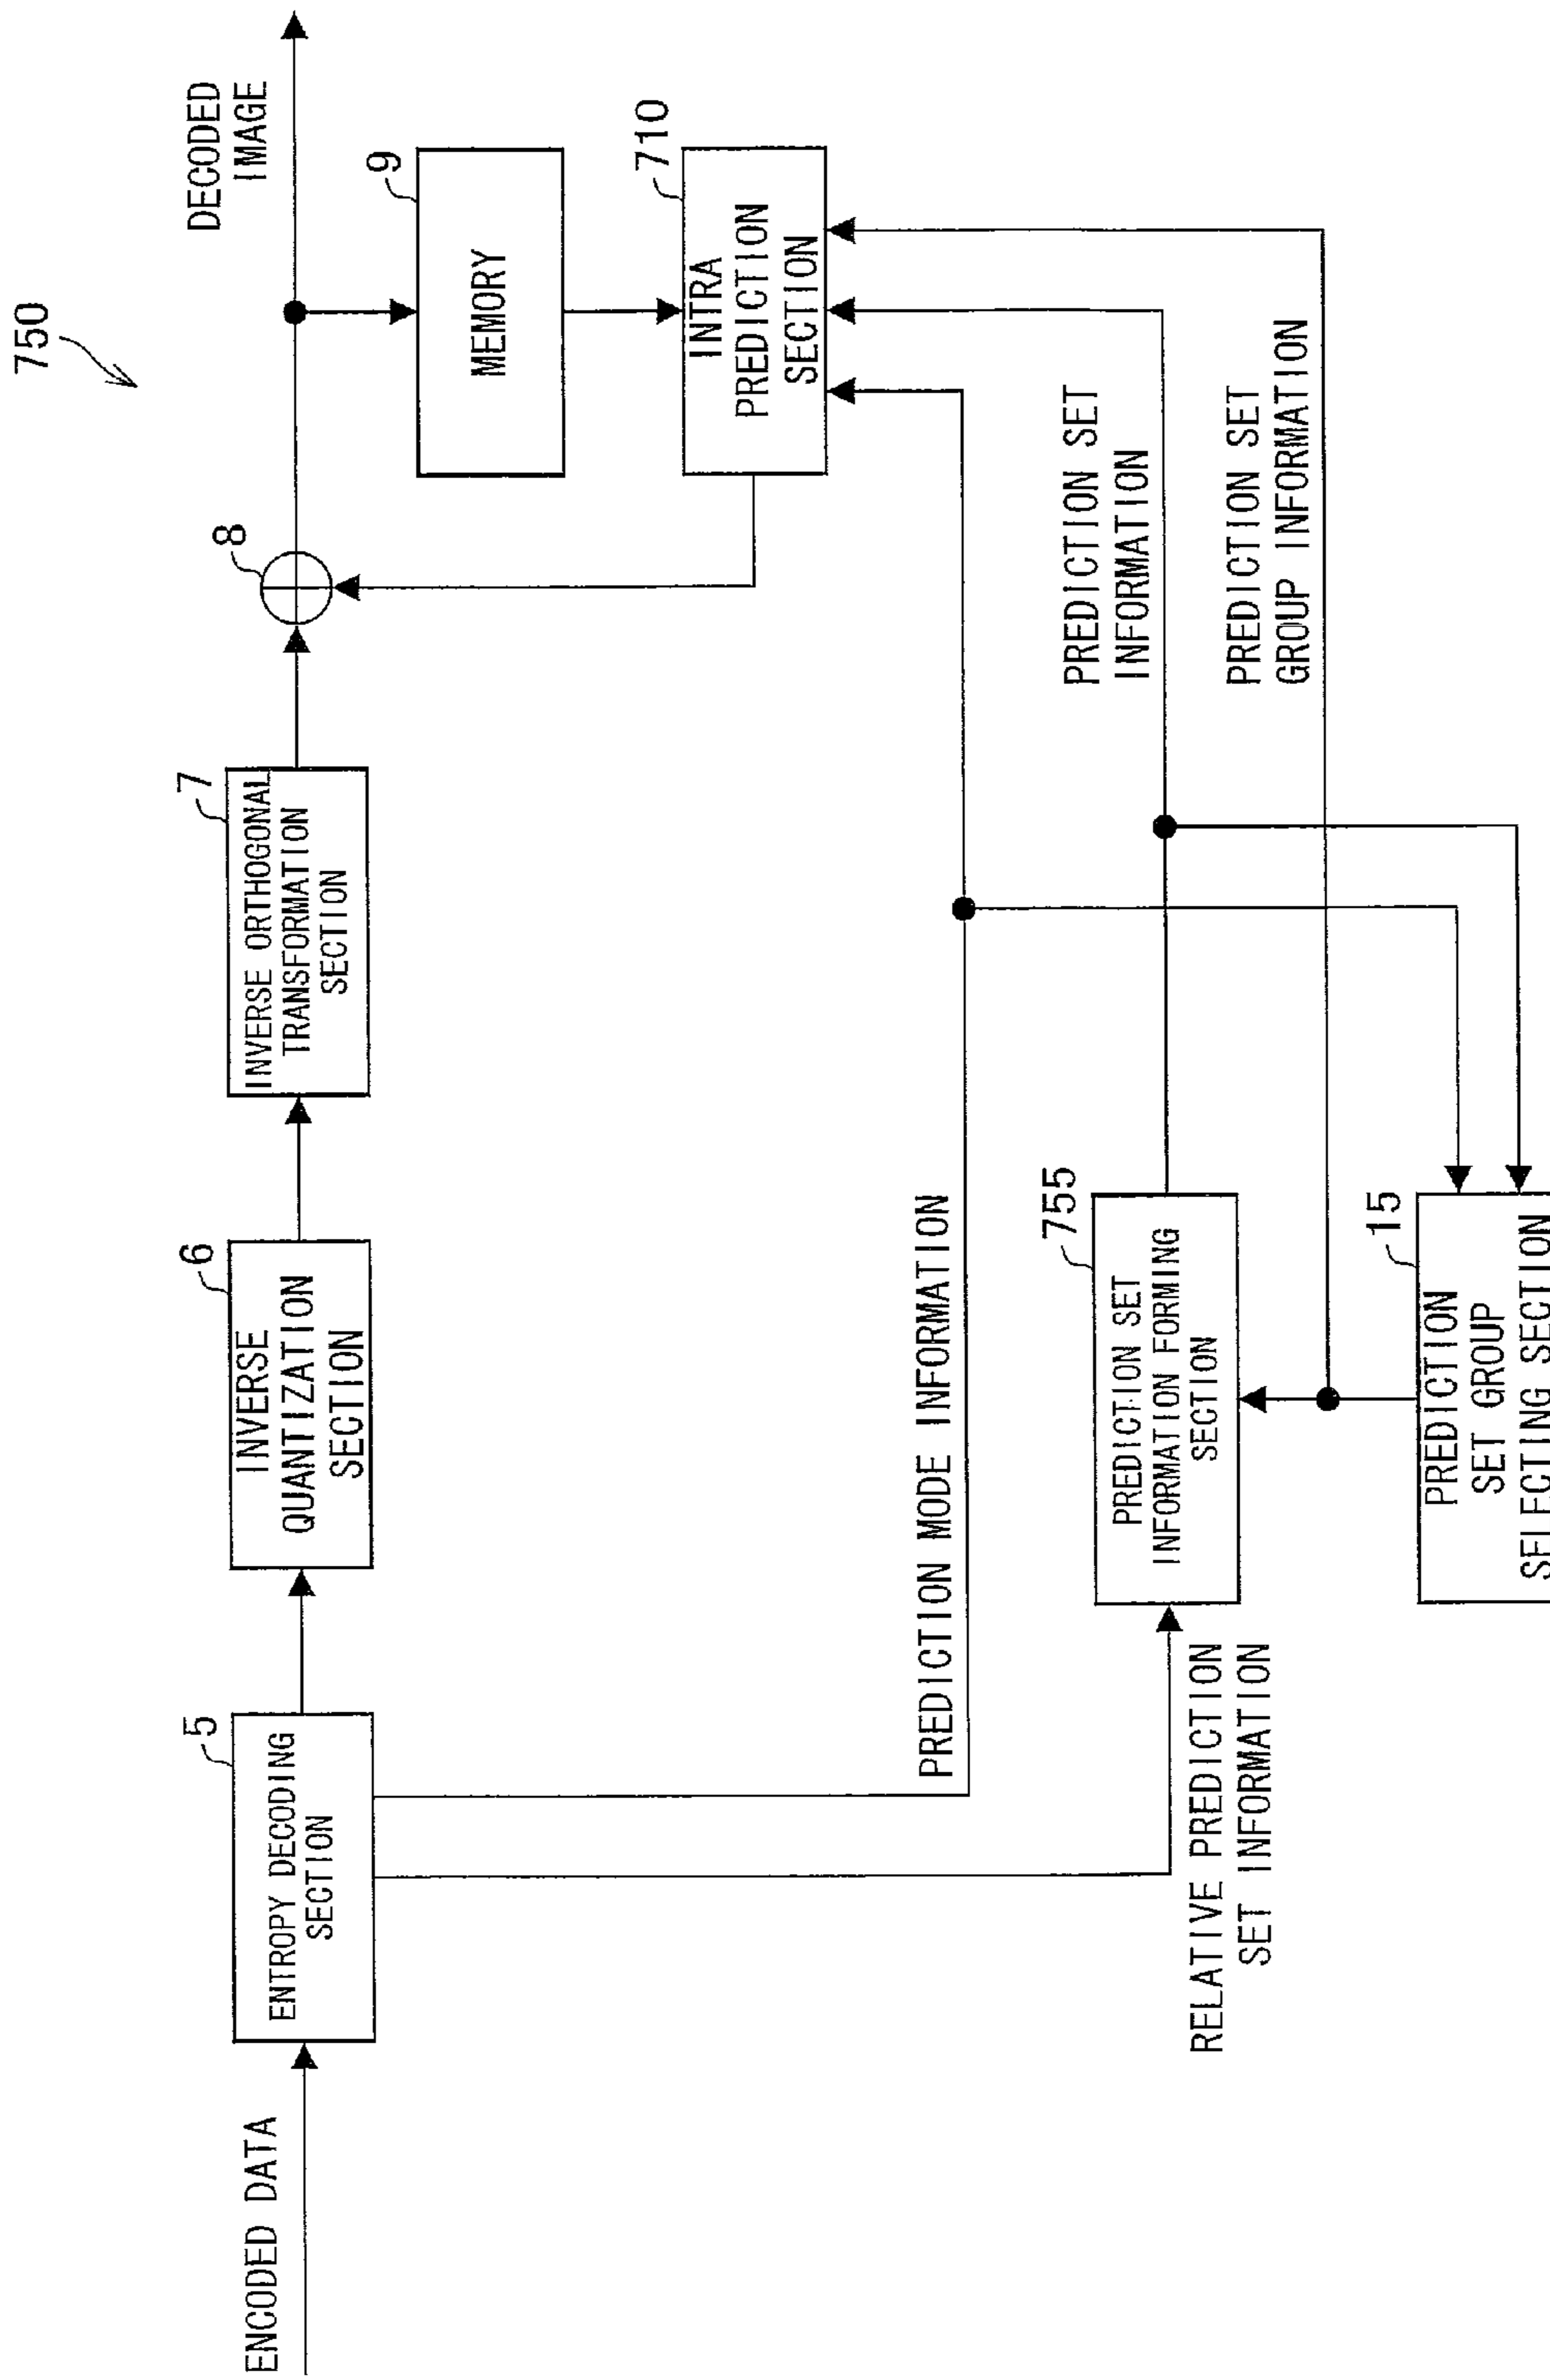 750
ENCODED DATA
5
ENTROPY DECODING
SECTION
6
INVERSE
QUANTIZATION
SECTION
7
INVERSE ORTHOGONAL
TRANSFORMATION
SECTION
8
DECODED
IMAGE
9
MEMORY
710
INTRA
PREDICTION
SECTION
PREDICTION MODE INFORMATION
RELATIVE PREDICTION
SET INFORMATION
755
PREDICTION SET
INFORMATION FORMING
SECTION
PREDICTION SET
INFORMATION
PREDICTION SET
GROUP INFORMATION
15
PREDICTION
SET GROUP
SELECTING SECTION